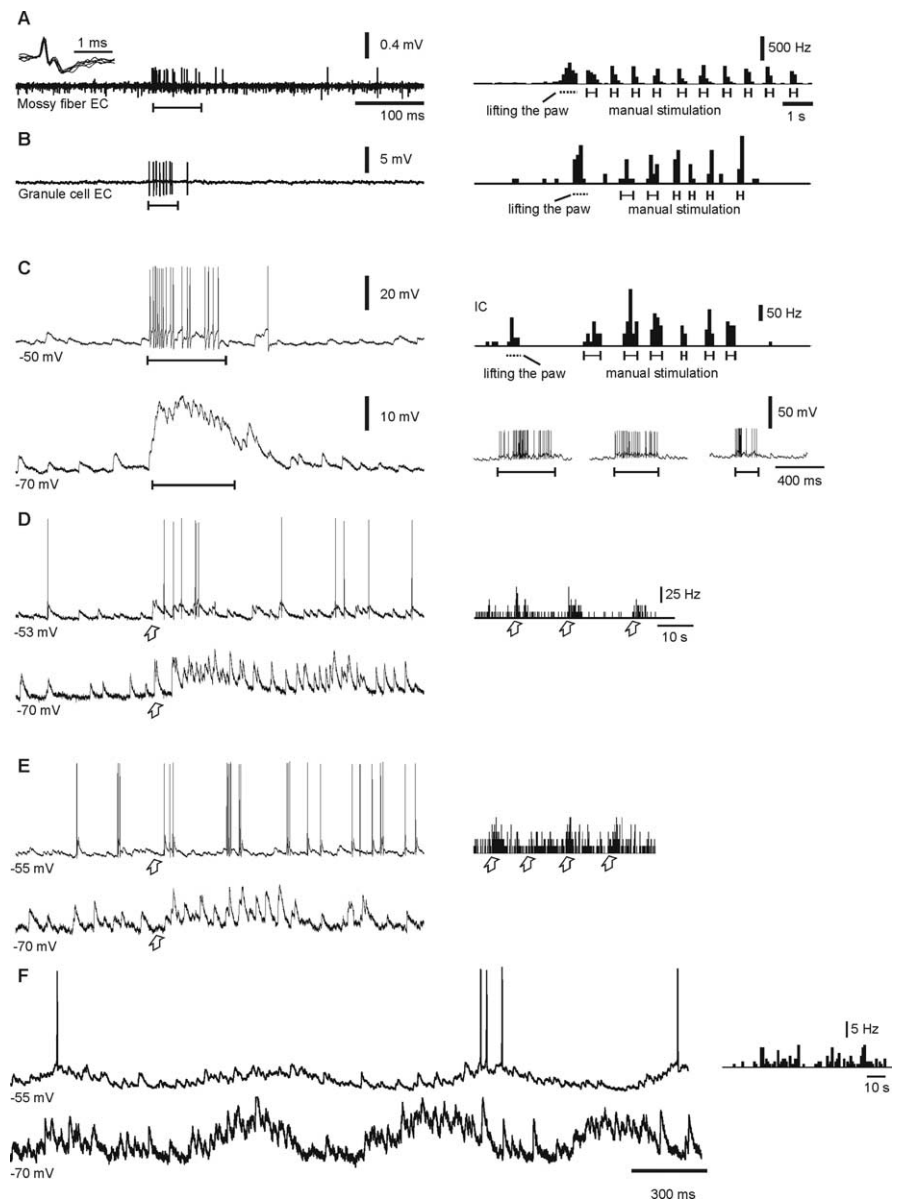 A
1 ms
0.4 mV
500 Hz
Mossy fiber EC
100 ms
lifting the paw
manual stimulation
1 s
B
5 mV
Granule cell EC
lifting the paw
manual stimulation
C
20 mV
IC
50 Hz
-50 mV
lifting the paw
manual stimulation
10 mV
50 mV
-70 mV
400 ms
D
25 Hz
-53 mV
10 s
-70 mV
E
-55 mV
-70 mV
F
5 Hz
-55 mV
10 s
-70 mV
300 ms